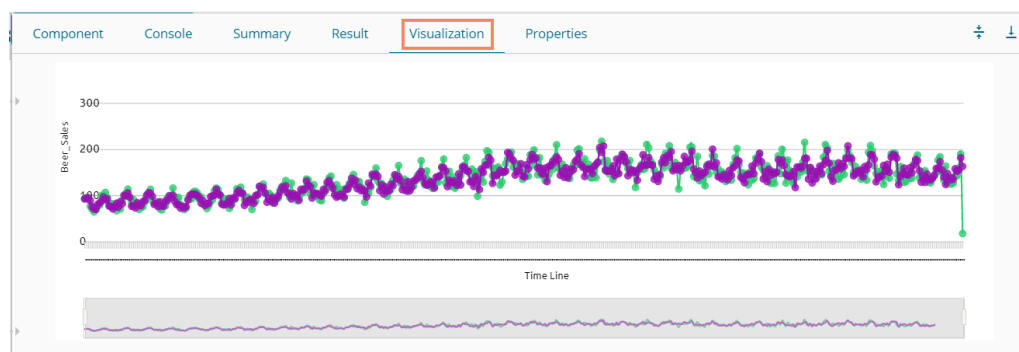 Component Console Summary Result Visualization Properties
300
200
100
0
Beer_Sales
Time Line